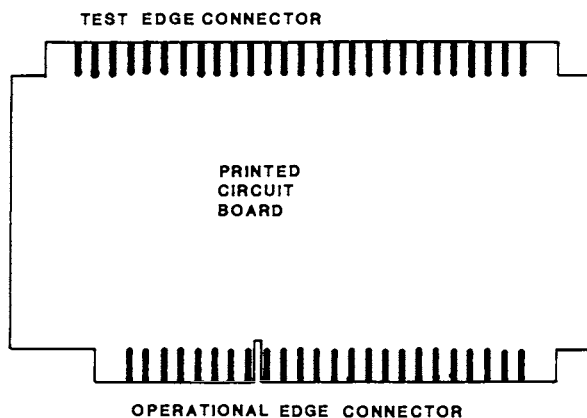 TEST EDGE CONNECTOR
PRINTED
CIRCUIT
BOARD
OPERATIONAL EDGE CONNECTOR